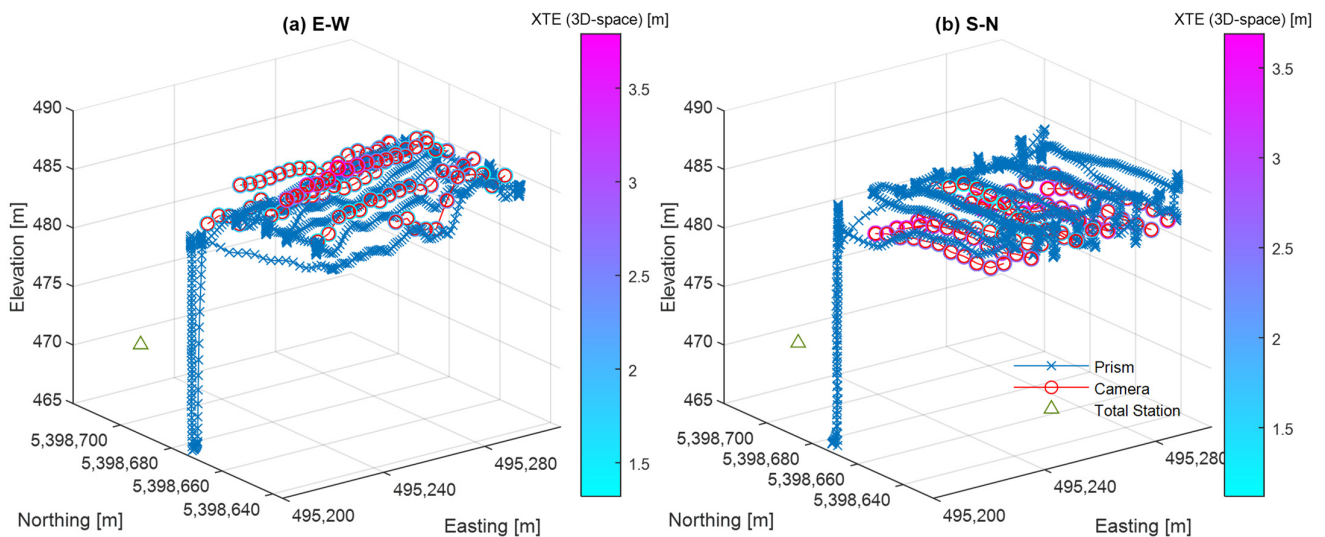 (a) E-W
XTE (3D-space) [m]
490
485
480
475
470
465
Elevation [m]
5,398,700
5,398,680
5,398,660
5,398,640
Northing [m]
495,200
495,240
495,280
Easting [m]
3.5
3
2.5
2
1.5
(b) S-N
XTE (3D-space) [m]
490
485
480
475
470
465
Elevation [m]
5,398,700
5,398,680
5,398,660
5,398,640
Northing [m]
495,200
495,240
495,280
Easting [m]
Prism
Camera
Total Station
3.5
3
2.5
2
1.5